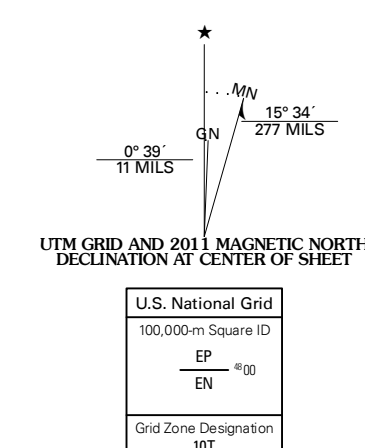 ★
MN
15° 34´
277 MILS
GN
0° 39´
11 MILS
UTM GRID AND 2011 MAGNETIC NORTH
DECLINATION AT CENTER OF SHEET
U.S. National Grid
100,000-m Square ID
EP
4800
EN
Grid Zone Designation
10T